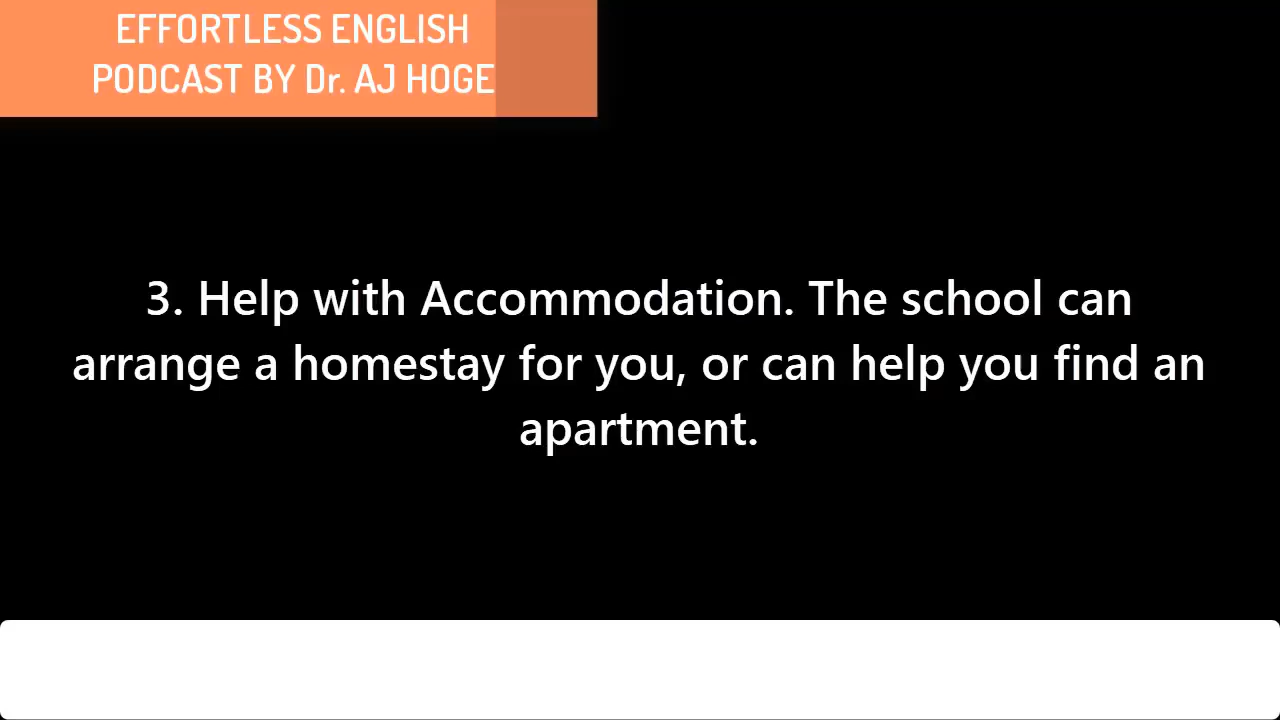 EFFORTLESS ENGLISH
PODCAST BY Dr. AJ HOGE
3. Help with Accommodation. The school can
arrange a homestay for you, or can help you find an
apartment.